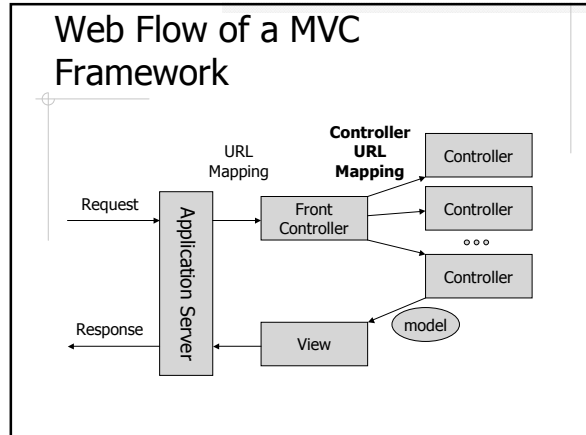 Web Flow of a MVC
Framework
URL
Mapping
Controller
URL
Mapping
Controller
Request
Application Server
Front
Controller
Controller
Controller
Response
View
model